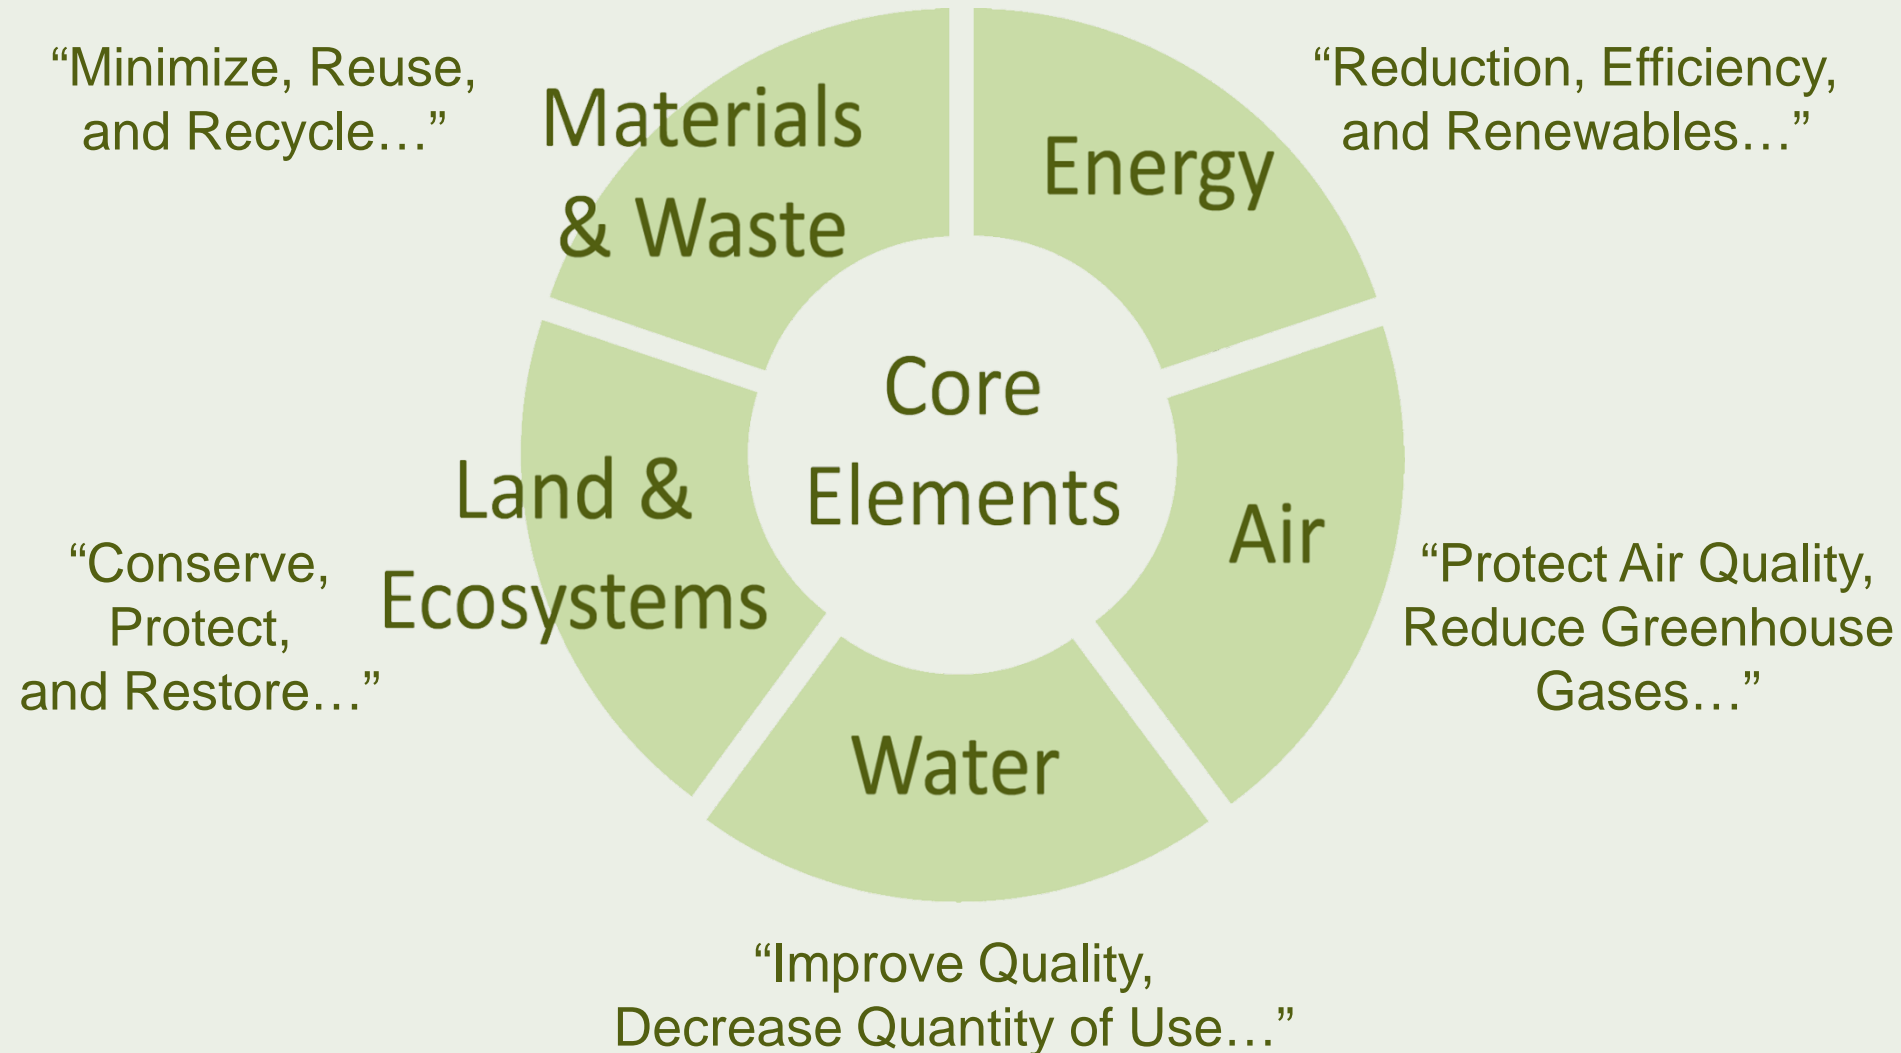 “Minimize, Reuse,
and Recycle…”
Materials
& Waste
Energy
“Reduction, Efficiency,
and Renewables…”
Core
Elements
Land &
Ecosystems
“Conserve,
Protect,
and Restore…”
Air
“Protect Air Quality,
Reduce Greenhouse
Gases…”
Water
“Improve Quality,
Decrease Quantity of Use…”